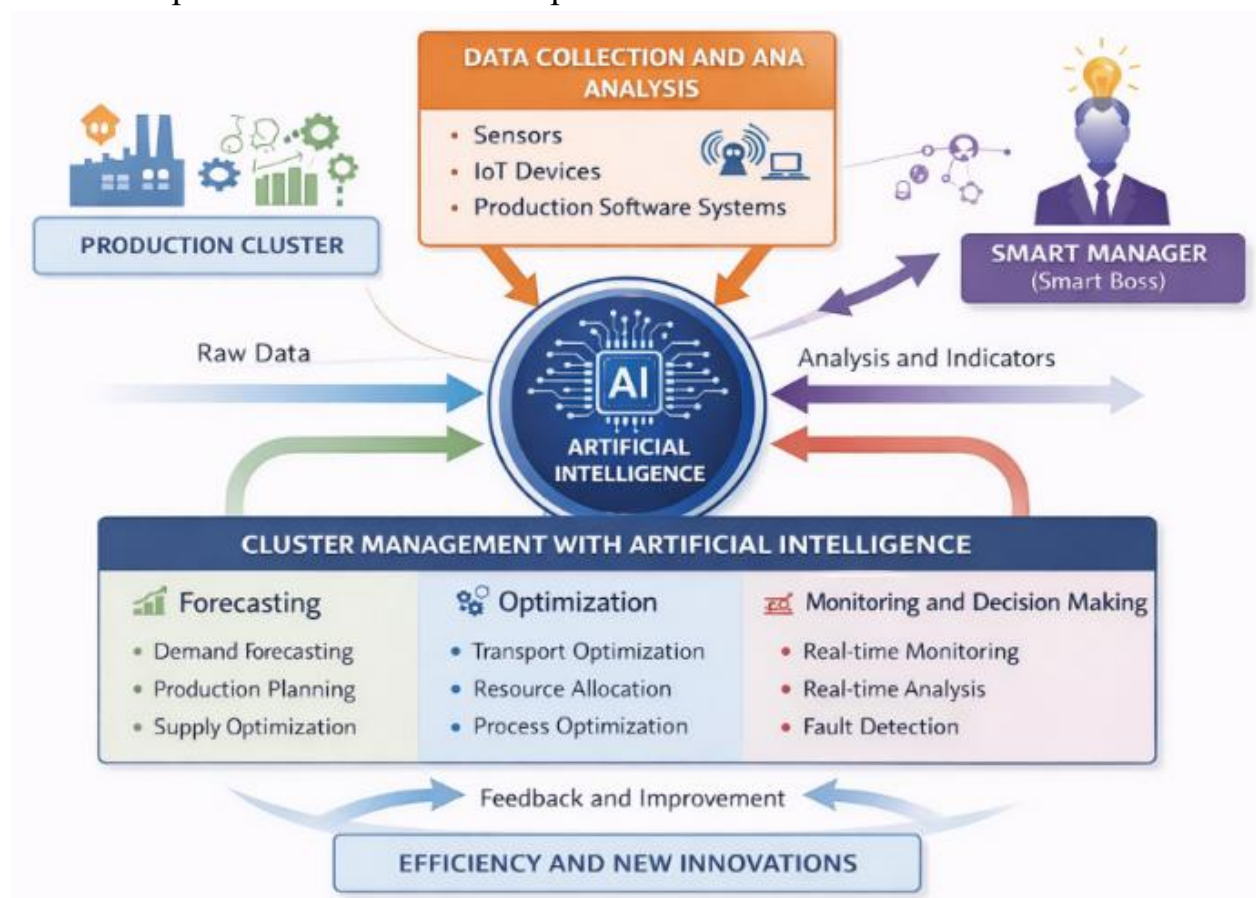 DATA COLLECTION AND ANA
ANALYSIS
• Sensors
• IoT Devices
• Production Software Systems
PRODUCTION CLUSTER
SMART MANAGER
(Smart Boss)
Raw Data
Analysis and Indicators
AI
ARTIFICIAL
INTELLIGENCE
CLUSTER MANAGEMENT WITH ARTIFICIAL INTELLIGENCE
Forecasting
• Demand Forecasting
• Production Planning
• Supply Optimization
Optimization
• Transport Optimization
• Resource Allocation
• Process Optimization
Monitoring and Decision Making
• Real-time Monitoring
• Real-time Analysis
• Fault Detection
Feedback and Improvement
EFFICIENCY AND NEW INNOVATIONS